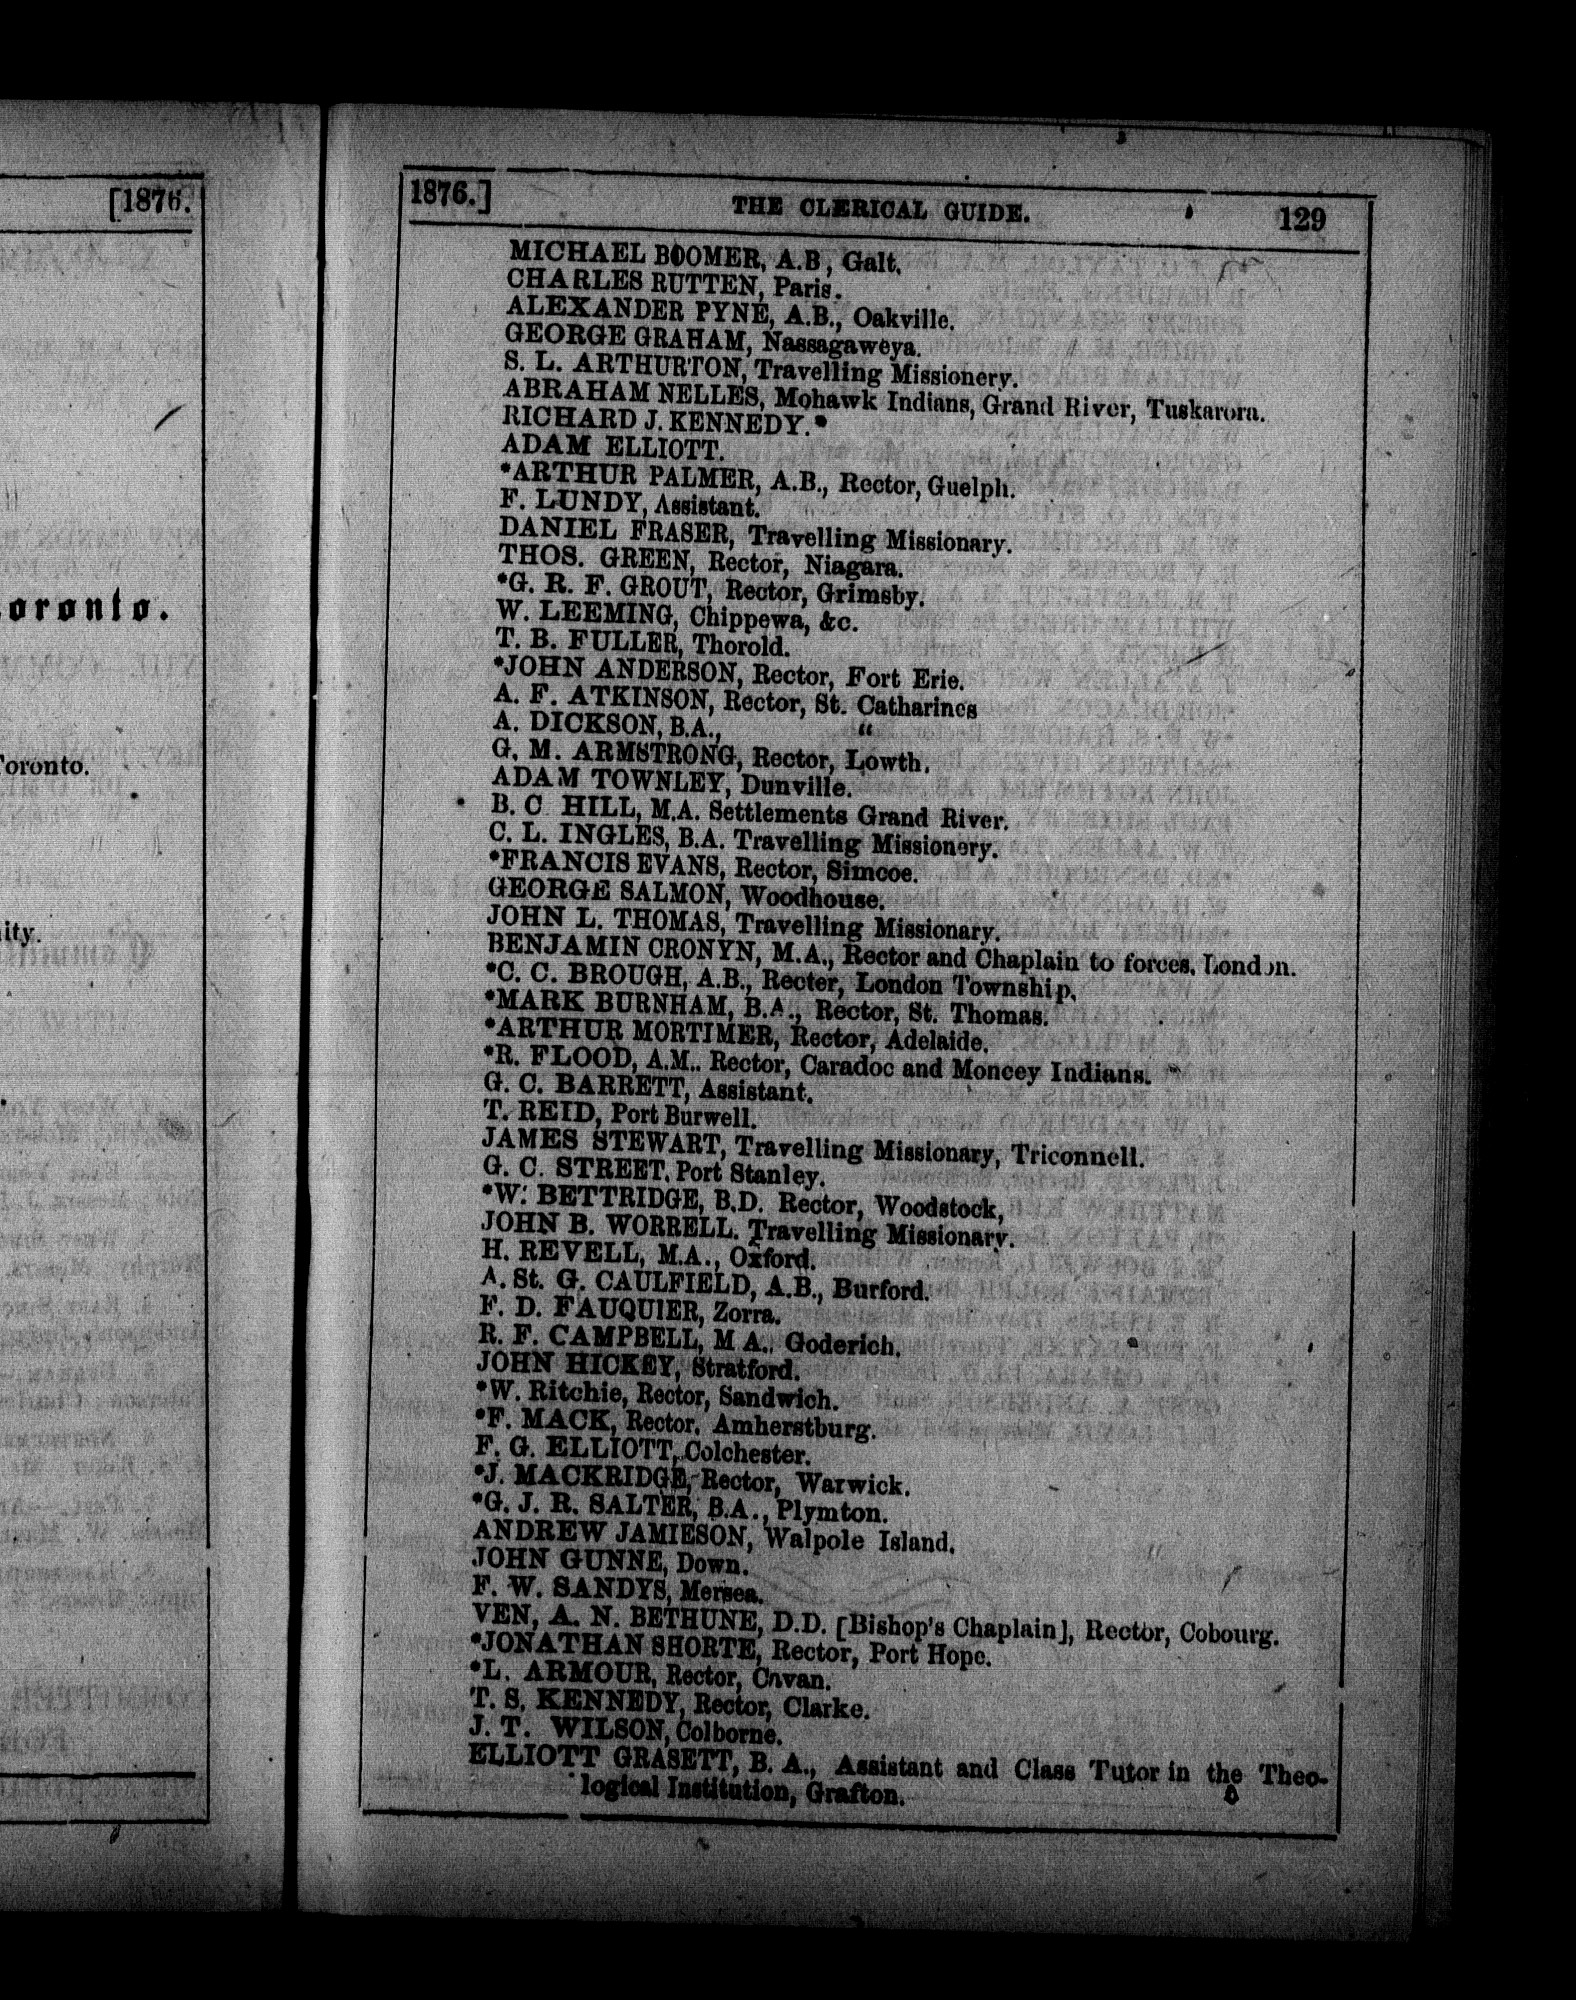 [1876.
oronto.
Toronto.
ity.
1876.] THE CLERICAL GUIDE. 129
MICHAEL BOOMER, A.B, Galt.
CHARLES RUTTEN, Paris.
ALEXANDER PYNE, A.B., Oakville.
GEORGE GRAHAM, Nassagaweya.
S. L. ARTHURTON, Travelling Missionery.
ABRAHAM NELLES, Mohawk Indians, Grand River, Tuskarora.
RICHARD J. KENNEDY.*
ADAM ELLIOTT.
*ARTHUR PALMER, A.B., Rector, Guelph.
F. LUNDY, Assistant.
DANIEL FRASER, Travelling Missionary.
THOS. GREEN, Rector, Niagara.
*G. R. F. GROUT, Rector, Grimsby.
W. LEEMING, Chippewa, &c.
T. B. FULLER, Thorold.
*JOHN ANDERSON, Rector, Fort Erie.
A. F. ATKINSON, Rector, St. Catharines
A. DICKSON, B.A., "
G. M. ARMSTRONG, Rector, Lowth.
ADAM TOWNLEY, Dunville.
B. C HILL, M.A. Settlements Grand River.
C. L. INGLES, B.A. Travelling Missionery.
*FRANCIS EVANS, Rector, Simcoe.
GEORGE SALMON, Woodhouse.
JOHN L. THOMAS, Travelling Missionary.
BENJAMIN CRONYN, M.A., Rector and Chaplain to forces, London.
*C. C. BROUGH, A.B., Recter, London Township.
*MARK BURNHAM, B.A., Rector, St. Thomas.
*ARTHUR MORTIMER, Rector, Adelaide.
*R. FLOOD, A.M.. Rector, Caradoc and Moncey Indians.
G. C. BARRETT, Assistant.
T. REID, Port Burwell.
JAMES STEWART, Travelling Missionary, Triconnell.
G. C. STREET, Port Stanley.
*W. BETTRIDGE, B.D. Rector, Woodstock,
JOHN B. WORRELL. Travelling Missionary.
H. REVELL, M.A., Oxford.
A. St. G. CAULFIELD, A.B., Burford.
F. D. FAUQUIER, Zorra.
R. F. CAMPBELL, M A., Goderich.
JOHN HICKEY, Stratford.
*W. Ritchie, Rector, Sandwich.
*F. MACK, Rector, Amherstburg.
F. G. ELLIOTT, Colchester.
*J. MACKRIDGE, Rector, Warwick.
*G. J. R. SALTER, B.A., Plymton.
ANDREW JAMIESON, Walpole Island.
JOHN GUNNE, Down.
F. W. SANDYS, Mersea.
VEN, A. N. BETHUNE, D.D. [Bishop's Chaplain], Rector, Cobourg.
*JONATHAN SHORTE, Rector, Port Hope.
*L. ARMOUR, Rector, Cavan.
T. S. KENNEDY, Rector, Clarke.
J. T. WILSON, Colborne.
ELLIOTT GRASETT, B. A., Assistant and Class Tutor in the Theo-
logical Institution, Grafton.